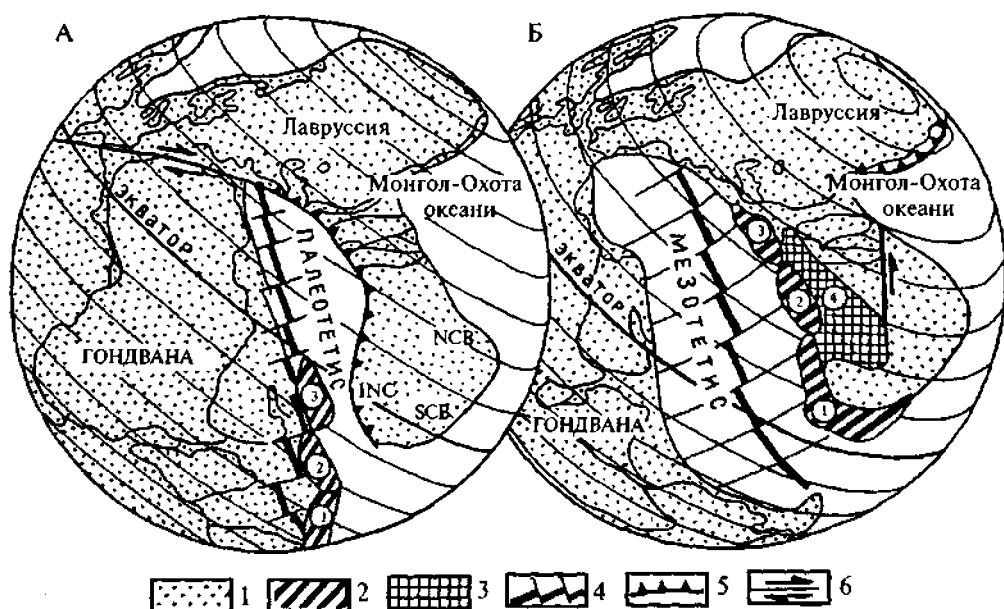 А
Лавруссия
Монгол-Охота
океани
экватор
ПАЛЕОТЕТИС
ГОНДВАНА
NCB
INC
SCB
3
2
1
Б
Лавруссия
Монгол-Охота
океани
экватор
МЕЗОТЕТИС
ГОНДВАНА
3
2
4
1
1 2 3 4 5 6